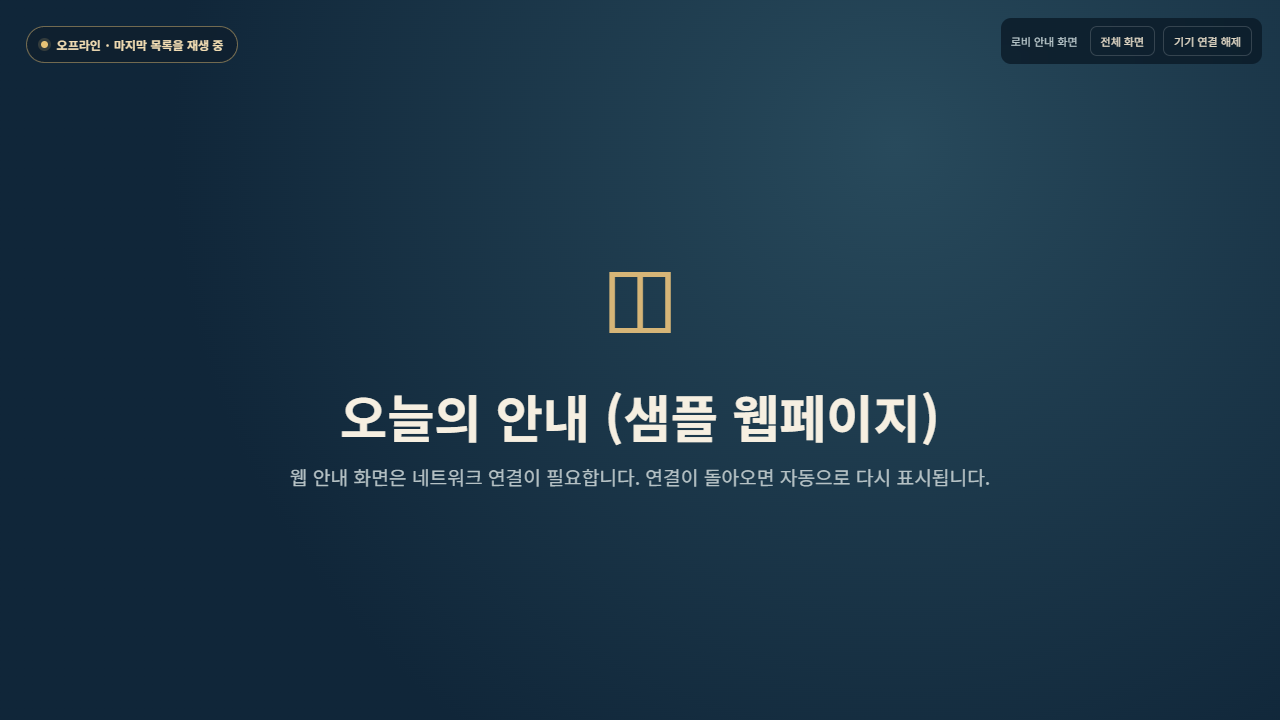 오프라인 · 마지막 목록을 재생 중
로비 안내 화면
전체 화면
기기 연결 해제
오늘의 안내 (샘플 웹페이지)
웹 안내 화면은 네트워크 연결이 필요합니다. 연결이 돌아오면 자동으로 다시 표시됩니다.